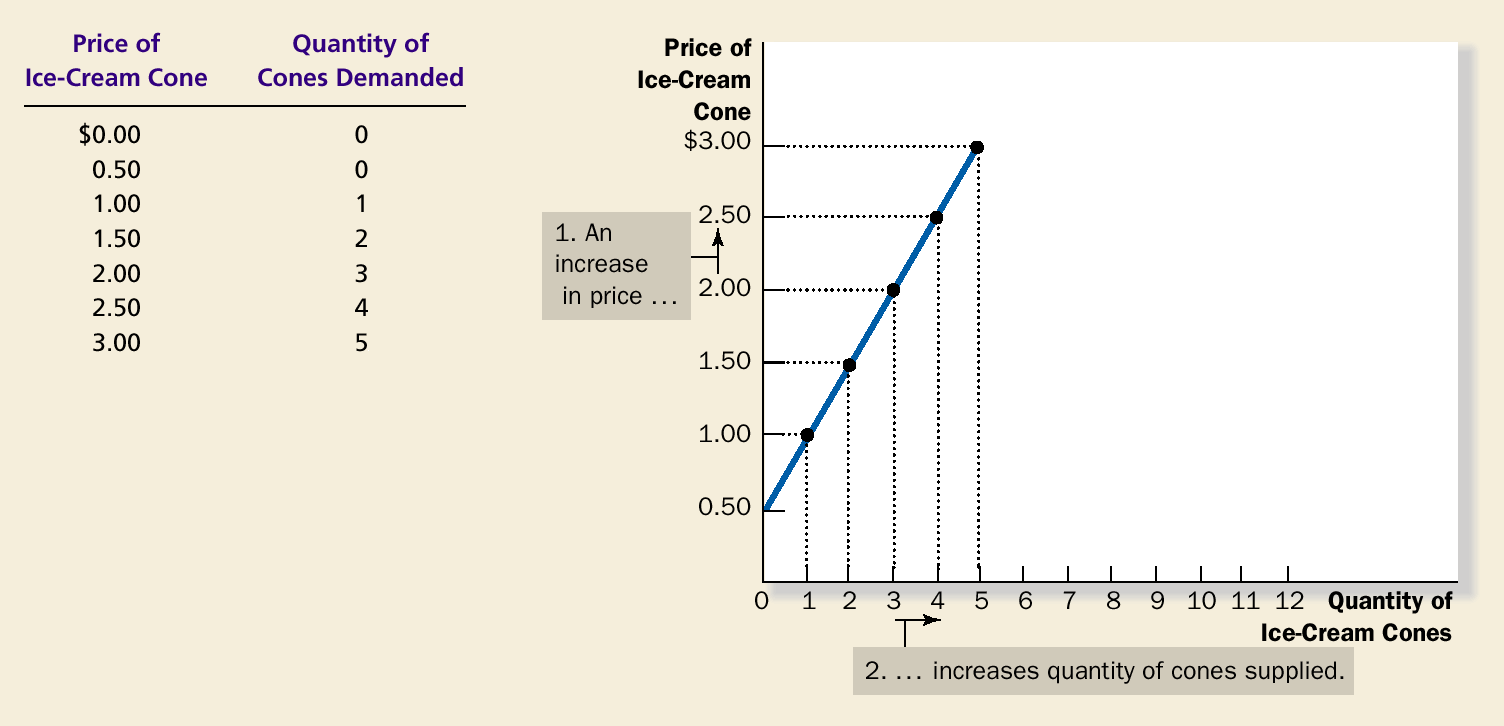 Price of Ice-Cream Cone
Quantity of Cones Demanded
$0.00 0
0.50 0
1.00 1
1.50 2
2.00 3
2.50 4
3.00 5
Price of
Ice-Cream
Cone
$3.00
2.50
2.00
1.50
1.00
0.50
1. An
increase
in price ...
0 1 2 3 4 5 6 7 8 9 10 11 12
Quantity of
Ice-Cream Cones
2. ... increases quantity of cones supplied.